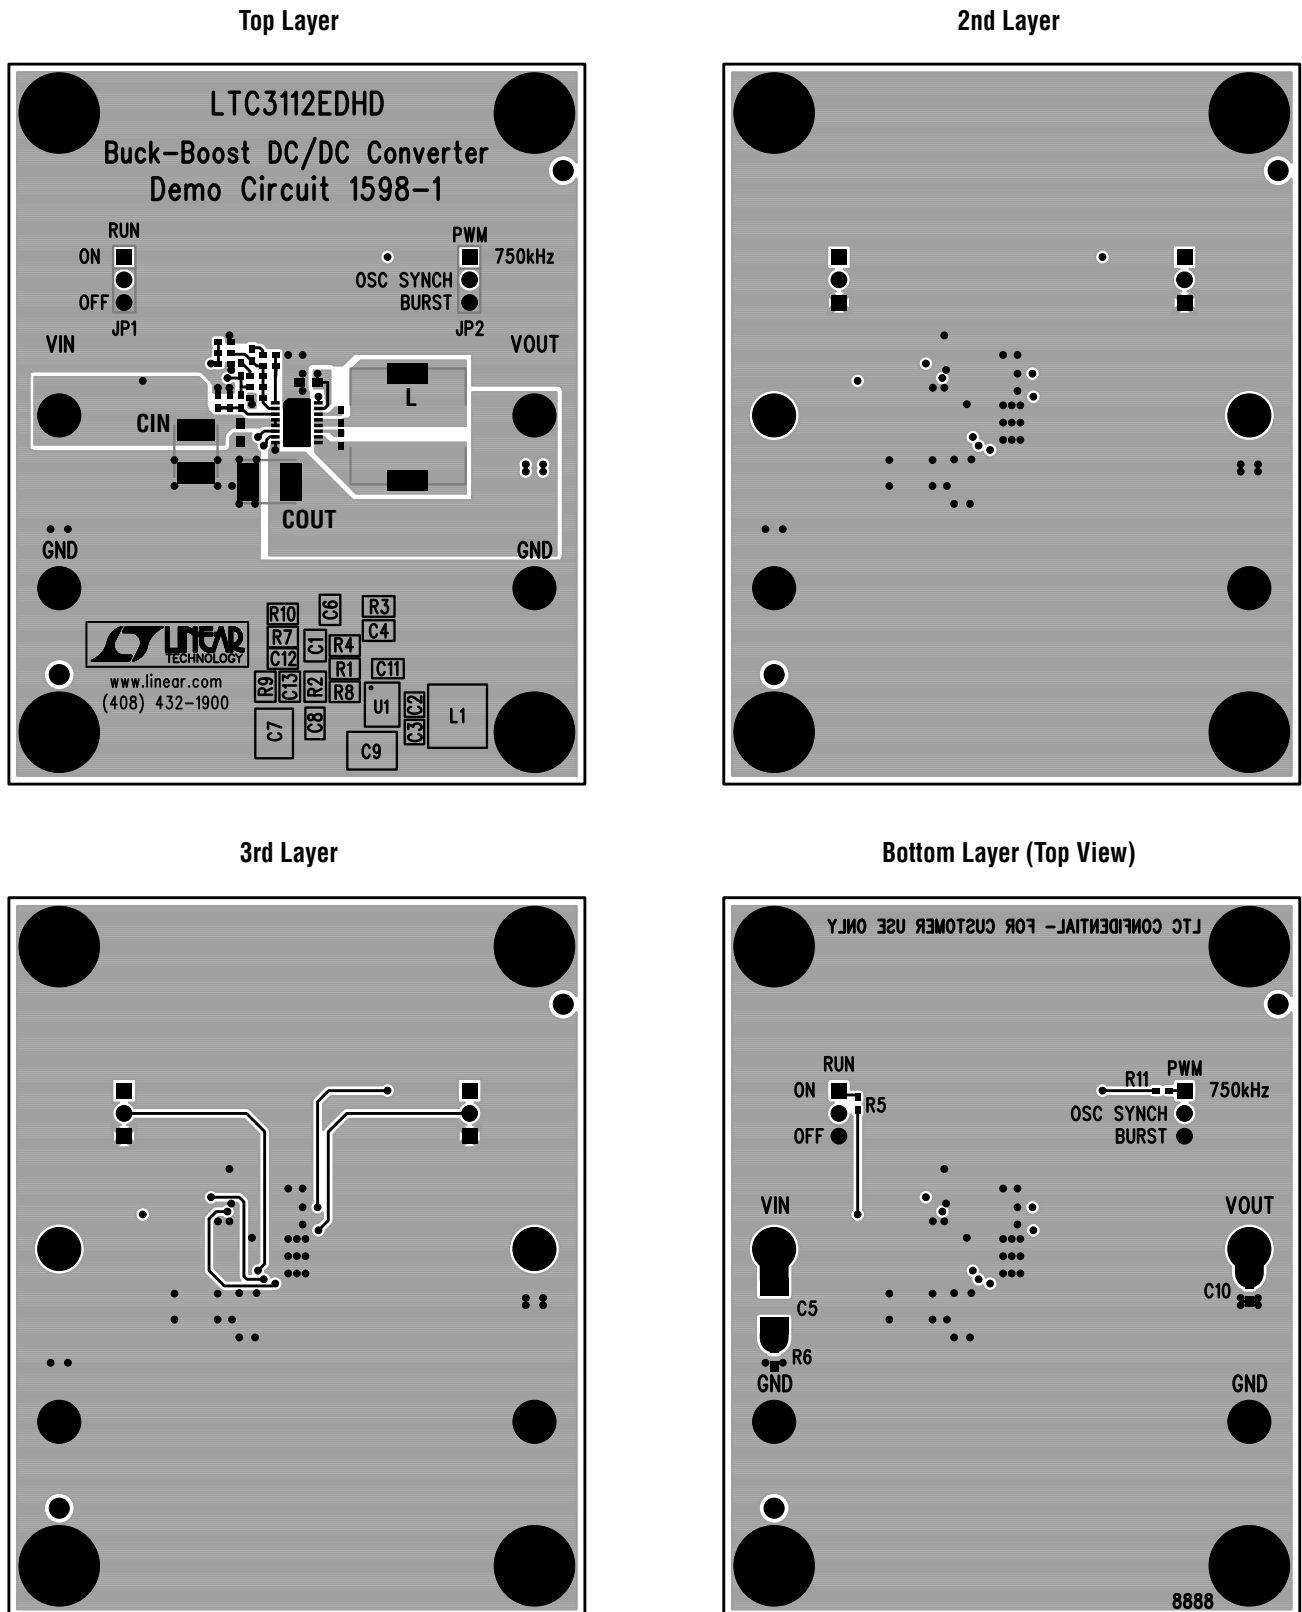 Top Layer
2nd Layer
LTC3112EDHD
Buck-Boost DC/DC Converter
Demo Circuit 1598-1
RUN
ON
OFF
JP1
PWM
750kHz
OSC SYNCH
BURST
JP2
VIN
VOUT
CIN
L
COUT
GND
GND
LINEAR
TECHNOLOGY
www.linear.com
(408) 432-1900
R10
C6
R3
R7
C1
R4
C4
C12
R1
C11
R9
C13
R2
R8
U1
C2
L1
C7
C8
C3
C9
3rd Layer
Bottom Layer (Top View)
LTC CONFIDENTIAL- FOR CUSTOMER USE ONLY
RUN
ON
R5
OFF
R11
PWM
750kHz
OSC SYNCH
BURST
VIN
VOUT
C5
C10
R6
GND
GND
8888